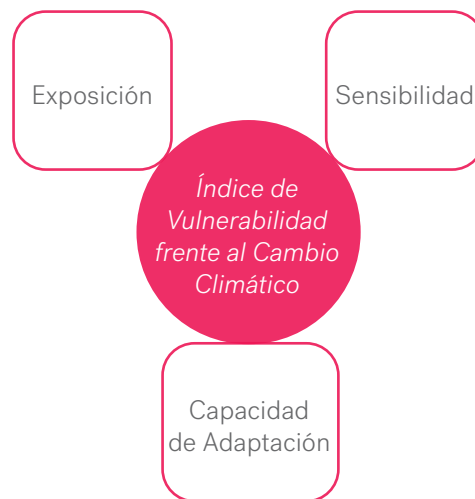 Exposición
Sensibilidad
Índice de
Vulnerabilidad
frente al Cambio
Climático
Capacidad
de Adaptación